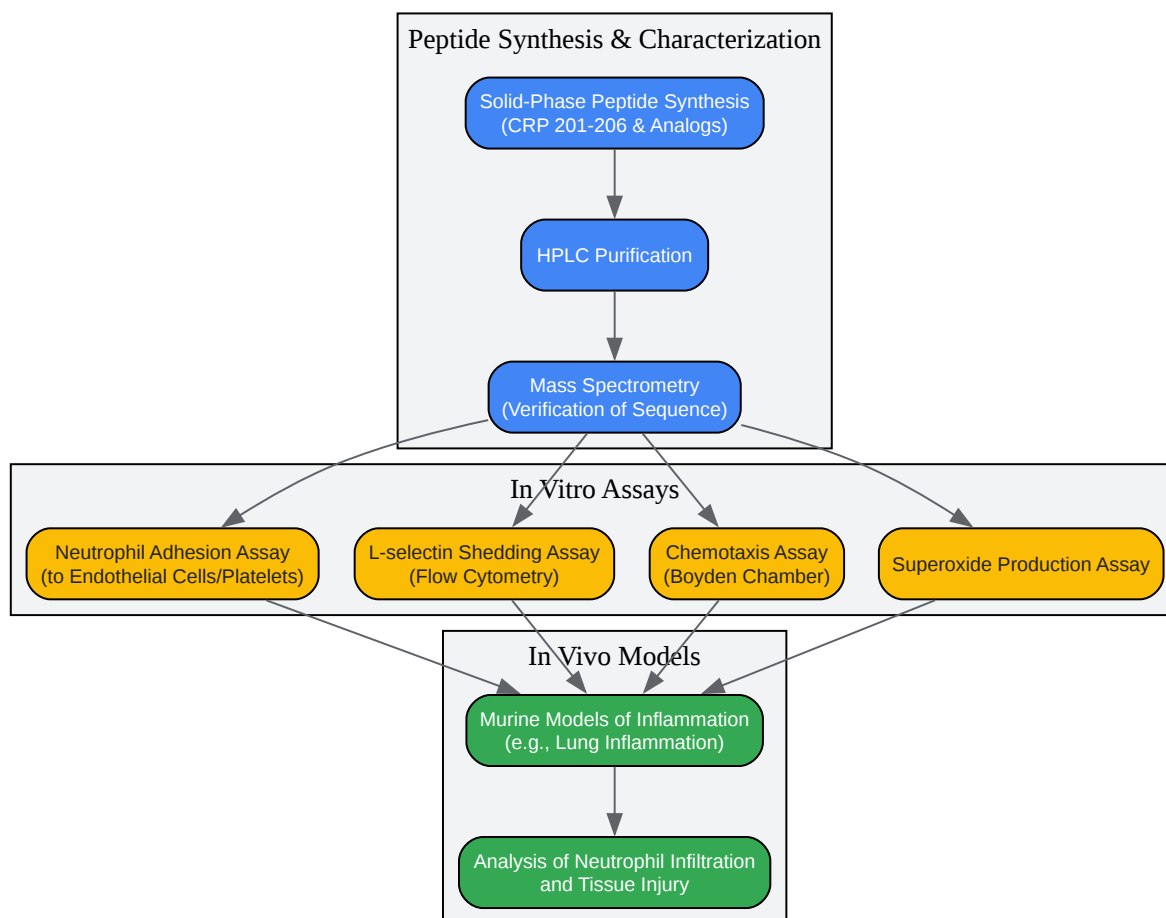 Peptide Synthesis & Characterization
Solid-Phase Peptide Synthesis
(CRP 201-206 & Analogs)
HPLC Purification
Mass Spectrometry
(Verification of Sequence)
In Vitro Assays
Neutrophil Adhesion Assay
(to Endothelial Cells/Platelets)
L-selectin Shedding Assay
(Flow Cytometry)
Chemotaxis Assay
(Boyden Chamber)
Superoxide Production Assay
In Vivo Models
Murine Models of Inflammation
(e.g., Lung Inflammation)
Analysis of Neutrophil Infiltration
and Tissue Injury